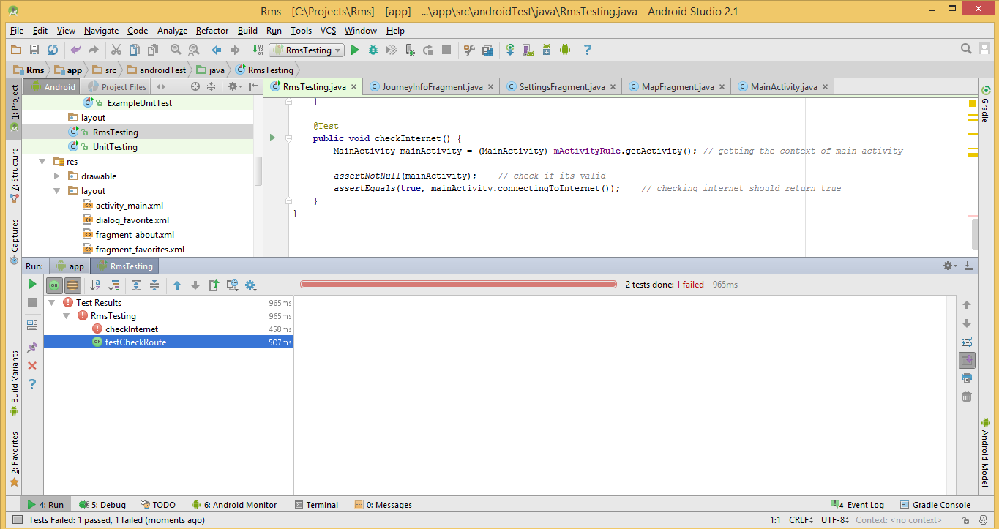 Rms - [C:\Projects\Rms] - [app] - ...\app\src\androidTest\java\RmsTesting.java - Android Studio 2.1
File Edit View Navigate Code Analyze Refactor Build Run Tools VCS Window Help
RmsTesting
Rms app src androidTest java RmsTesting
1: Project
7: Structure
Captures
Build Variants
2: Favorites
Android Project Files
ExampleUnitTest
layout
RmsTesting
UnitTesting
res
drawable
layout
activity_main.xml
dialog_favorite.xml
fragment_about.xml
fragment_favorites.xml
RmsTesting.java JourneyInfoFragment.java SettingsFragment.java MapFragment.java MainActivity.java
}
@Test
public void checkInternet() {
MainActivity mainActivity = (MainActivity) mActivityRule.getActivity(); // getting the context of main activity
assertNotNull(mainActivity); // check if its valid
assertEquals(true, mainActivity.connectingToInternet()); // checking internet should return true
}
}
Gradle
Android Model
Run: app RmsTesting
2 tests done: 1 failed – 965ms
Test Results 965ms
RmsTesting 965ms
checkInternet 458ms
OK testCheckRoute 507ms
4: Run 5: Debug TODO 6: Android Monitor Terminal 0: Messages 4 Event Log Gradle Console
Tests Failed: 1 passed, 1 failed (moments ago) 1:1 CRLF UTF-8 Context: <no context>